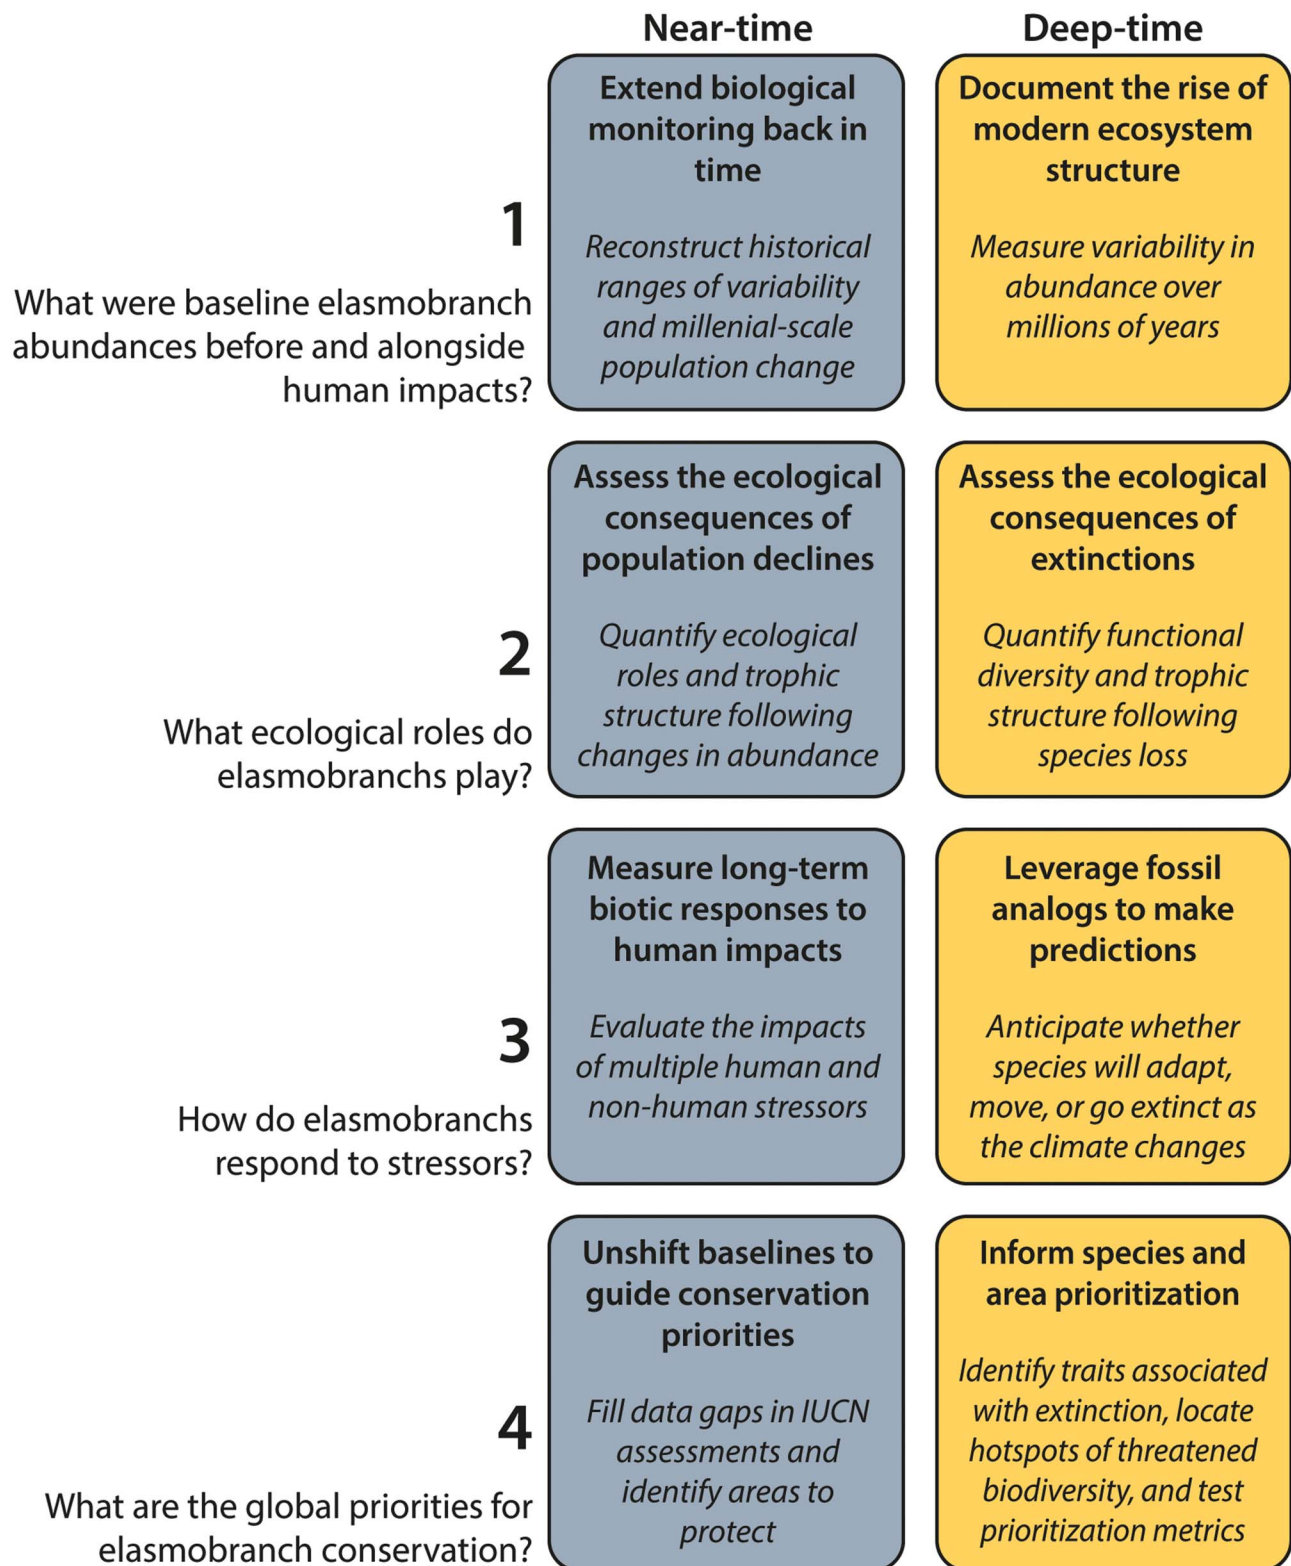 Near-time
Deep-time
1
What were baseline elasmobranch
abundances before and alongside
human impacts?
Extend biological
monitoring back in
time
Reconstruct historical
ranges of variability
and millenial-scale
population change
Document the rise of
modern ecosystem
structure
Measure variability in
abundance over
millions of years
2
What ecological roles do
elasmobranchs play?
Assess the ecological
consequences of
population declines
Quantify ecological
roles and trophic
structure following
changes in abundance
Assess the ecological
consequences of
extinctions
Quantify functional
diversity and trophic
structure following
species loss
3
How do elasmobranchs
respond to stressors?
Measure long-term
biotic responses to
human impacts
Evaluate the impacts
of multiple human and
non-human stressors
Leverage fossil
analogs to make
predictions
Anticipate whether
species will adapt,
move, or go extinct as
the climate changes
4
What are the global priorities for
elasmobranch conservation?
Unshift baselines to
guide conservation
priorities
Fill data gaps in IUCN
assessments and
identify areas to
protect
Inform species and
area prioritization
Identify traits associated
with extinction, locate
hotspots of threatened
biodiversity, and test
prioritization metrics